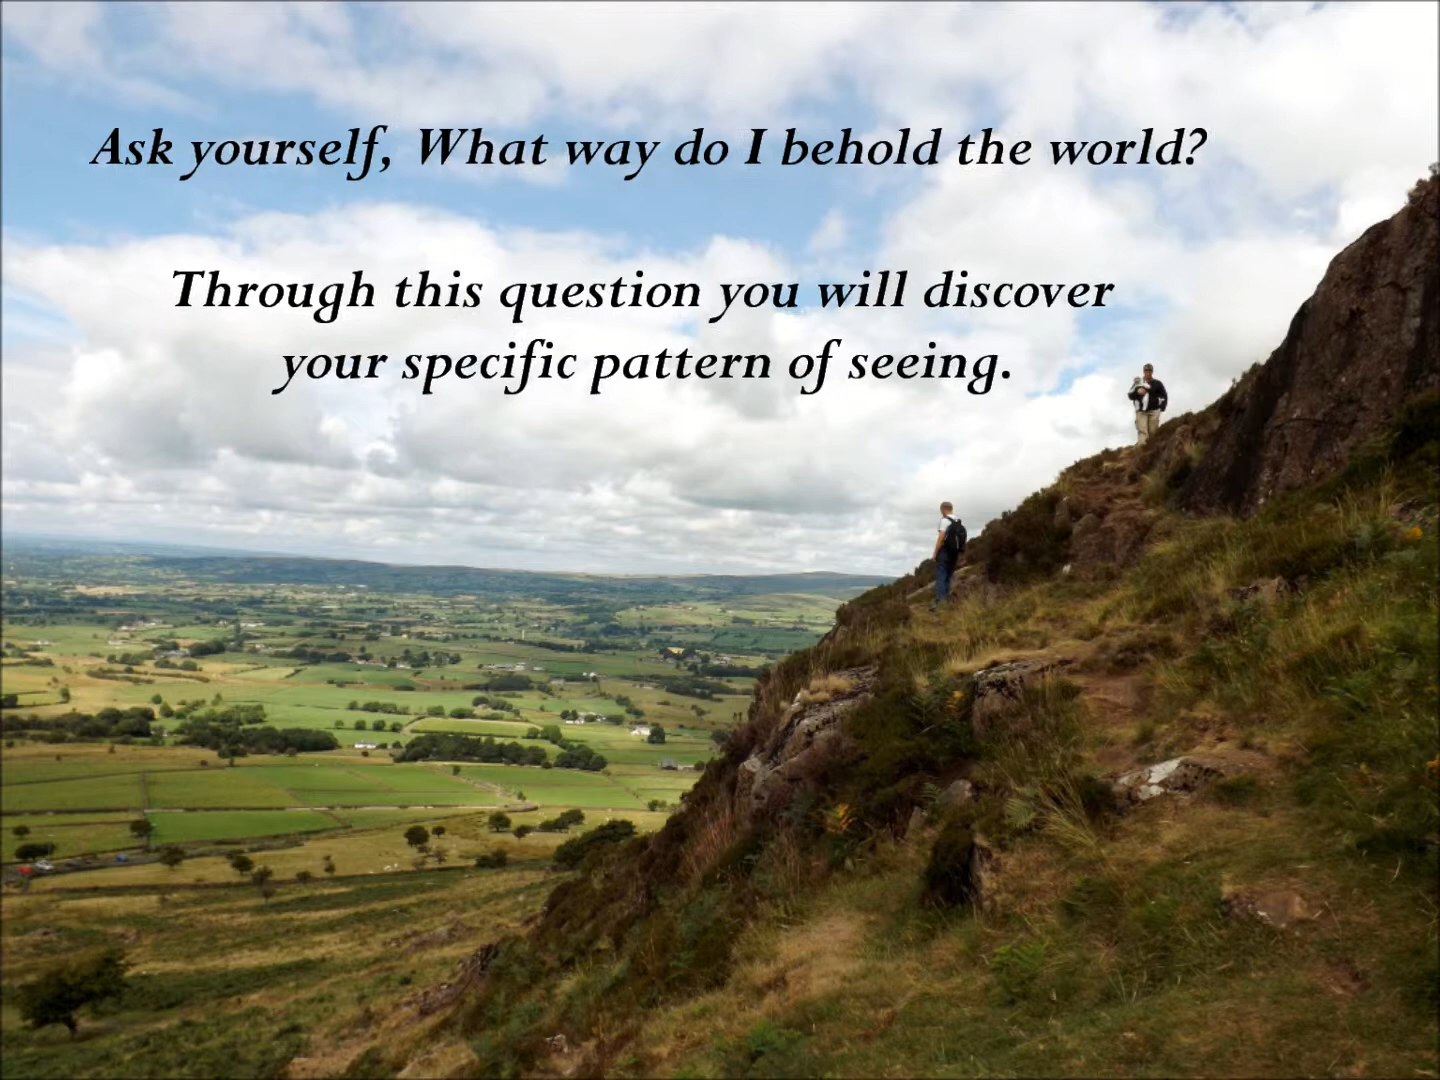 Ask yourself, What way do I behold the world?
Through this question you will discover
your specific pattern of seeing.